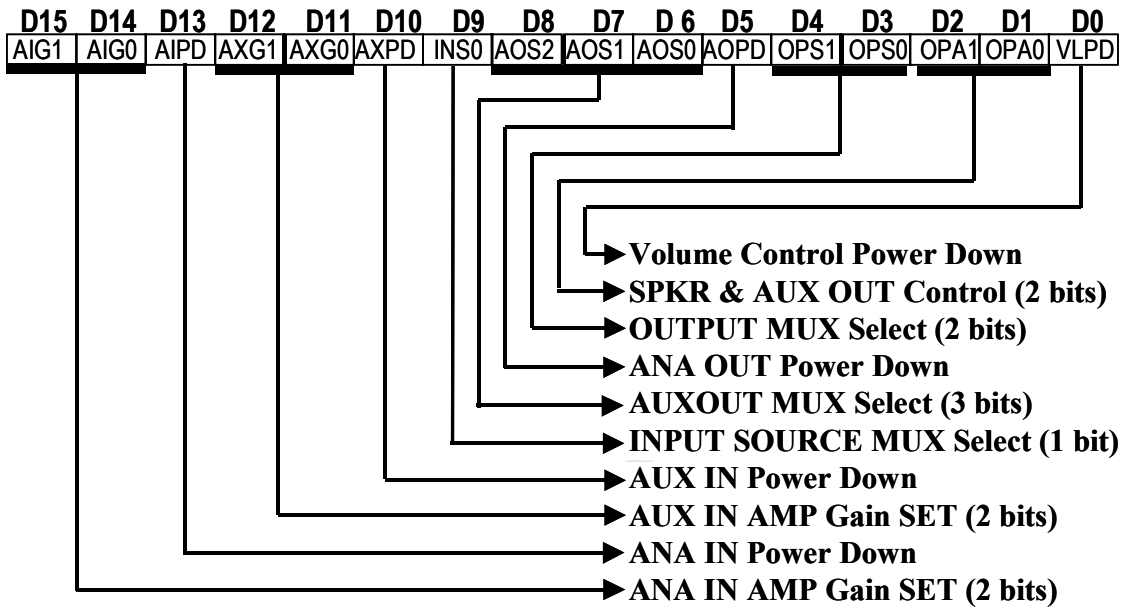 D15 D14 D13 D12 D11 D10 D9 D8 D7 D 6 D5 D4 D3 D2 D1 D0
AIG1 AIG0 AIPD AXG1 AXG0 AXPD INS0 AOS2 AOS1 AOS0 AOPD OPS1 OPS0 OPA1 OPA0 VLPD
Volume Control Power Down
SPKR & AUX OUT Control (2 bits)
OUTPUT MUX Select (2 bits)
ANA OUT Power Down
AUXOUT MUX Select (3 bits)
INPUT SOURCE MUX Select (1 bit)
AUX IN Power Down
AUX IN AMP Gain SET (2 bits)
ANA IN Power Down
ANA IN AMP Gain SET (2 bits)